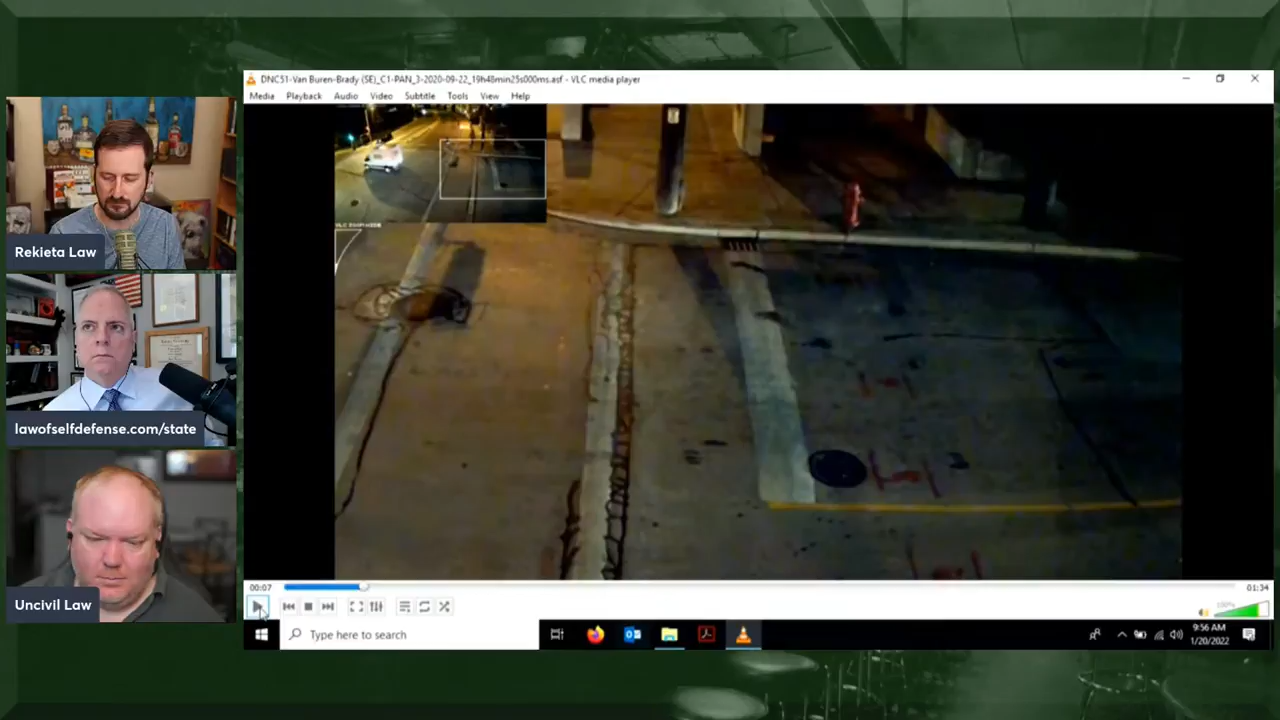 DNC51-Van Buren-Brady (SE)_C1-PAN_3-2020-09-22_19h48min25s000ms.asf - VLC media player
Media Playback Audio Video Subtitle Tools View Help
Rekieta Law
lawofselfdefense.com/state
Uncivil Law
00:07
01:34
Type here to search
9:56 AM
1/20/2022